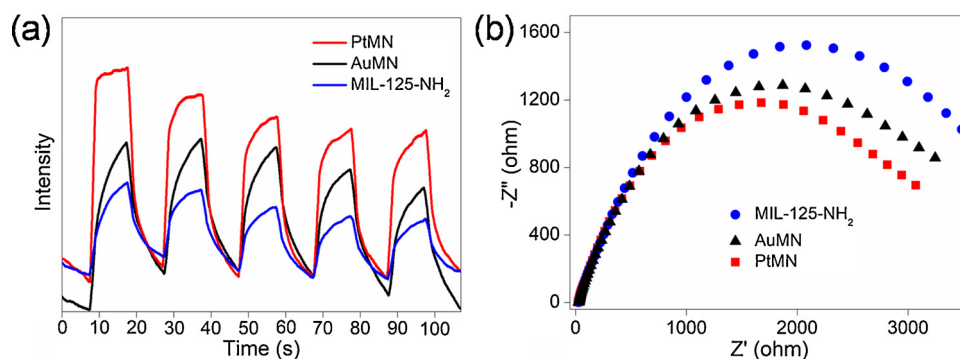 (a)
PtMN
AuMN
MIL-125-NH₂
Intensity
0 10 20 30 40 50 60 70 80 90 100
Time (s)
(b)
1600
1200
800
400
0
-Z" (ohm)
MIL-125-NH₂
AuMN
PtMN
0 1000 2000 3000
Z' (ohm)